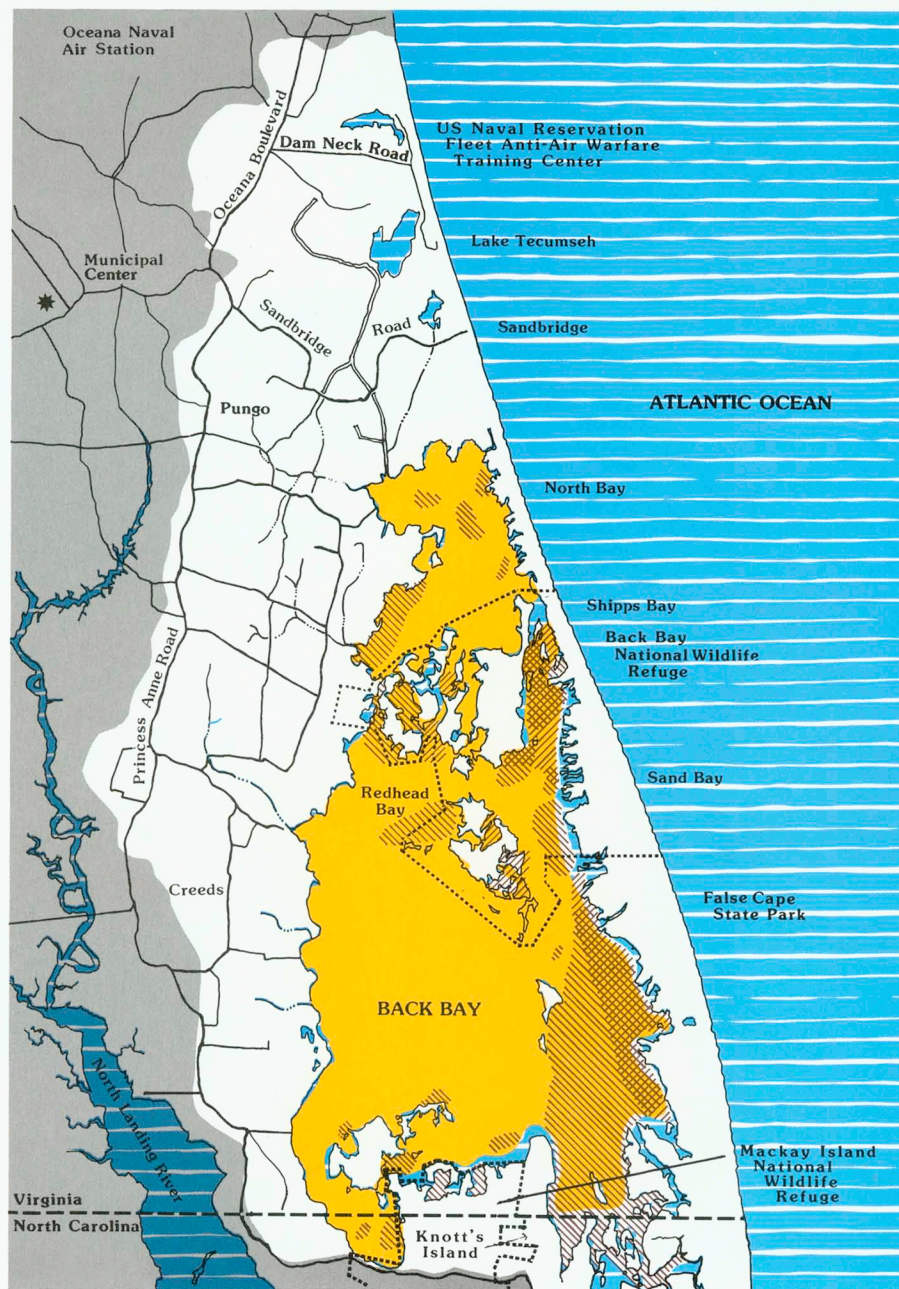 Oceana Naval
Air Station
Oceana Boulevard
Dam Neck Road
US Naval Reservation
Fleet Anti-Air Warfare
Training Center
Lake Tecumseh
Municipal
Center
Sandbridge
Road
Sandbridge
ATLANTIC OCEAN
Pungo
North Bay
Shipps Bay
Back Bay
National Wildlife
Refuge
Princess Anne Road
Sand Bay
Redhead
Bay
Creeds
False Cape
State Park
BACK BAY
North Landing River
Mackay Island
National
Wildlife
Refuge
Virginia
North Carolina
Knott's
Island